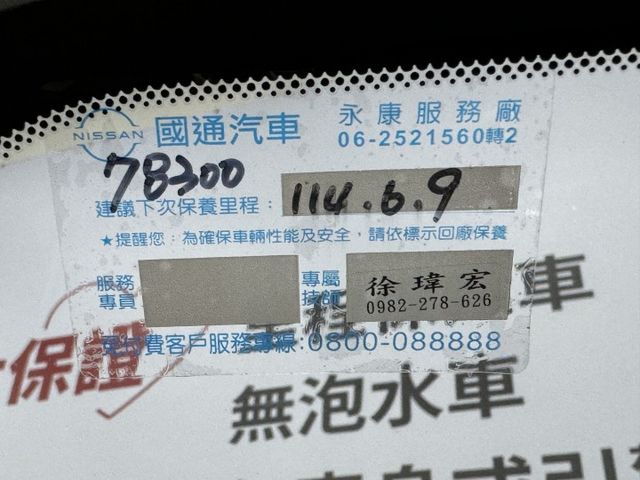 NISSAN 國通汽車 永康服務廠
06-2521560轉2
78300
建議下次保養里程： 114.6.9
★提醒您：為確保車輛性能及安全，請依標示回廠保養
服務專員
專屬技師 徐瑋宏
0982-278-626
免付費客戶服務專線：0800-088888
保證
車
無泡水車